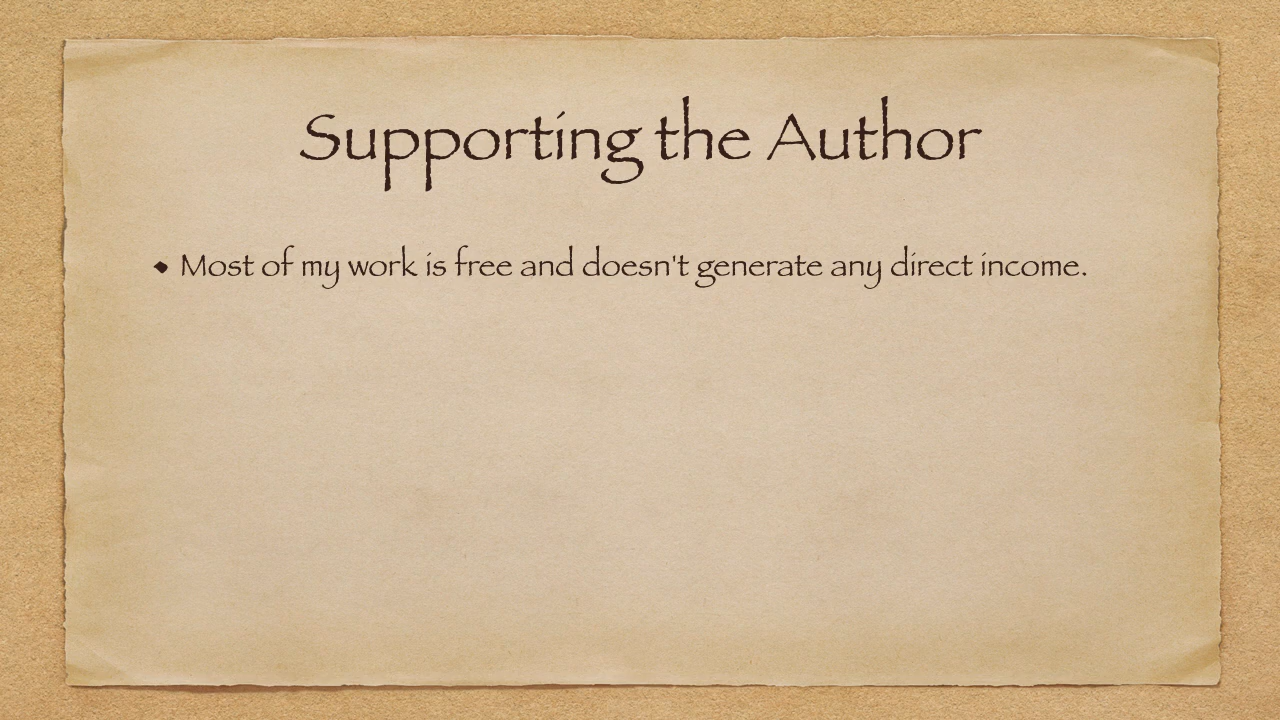 Supporting the Author
Most of my work is free and doesn't generate any direct income.